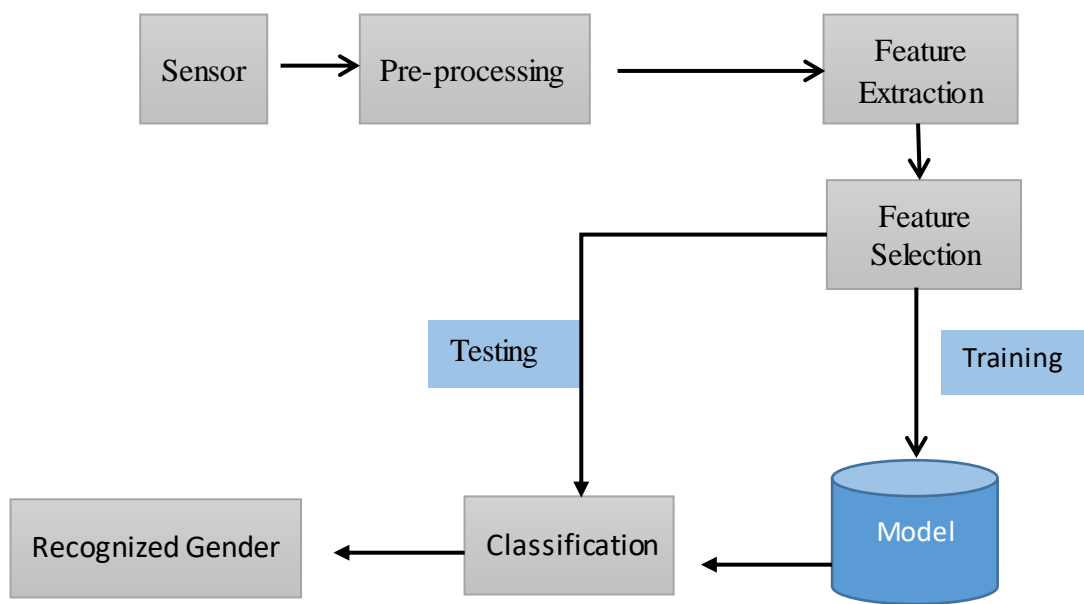 Sensor
Pre-processing
Feature
Extraction
Feature
Selection
Testing
Training
Model
Classification
Recognized Gender